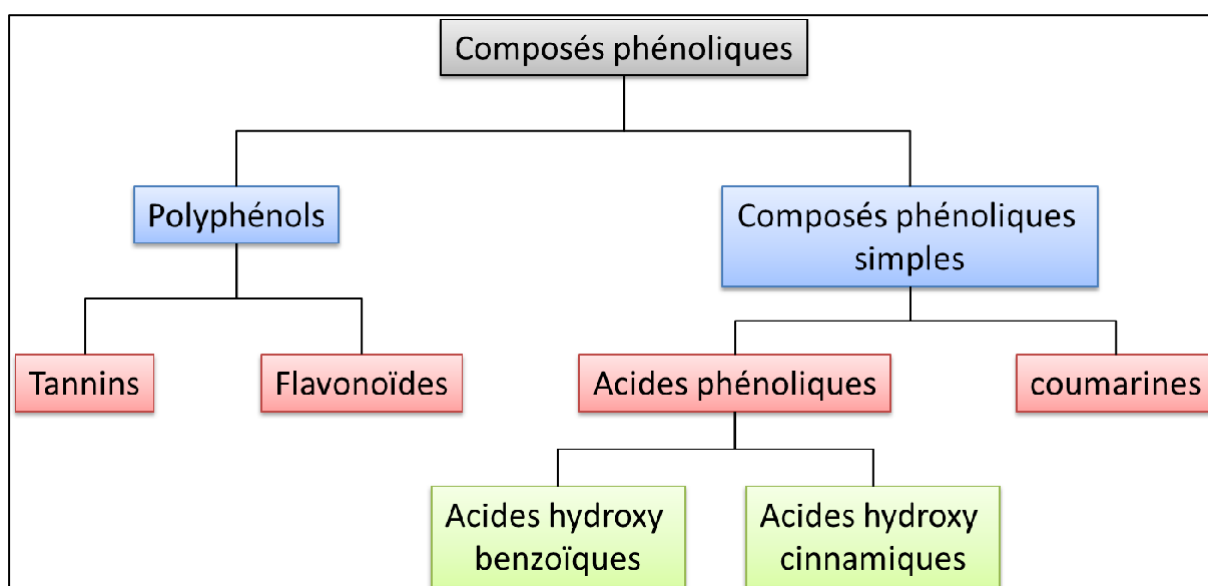 Composés phénoliques
Polyphénols
Composés phénoliques
simples
Tannins
Flavonoïdes
Acides phénoliques
coumarines
Acides hydroxy
benzoïques
Acides hydroxy
cinnamiques